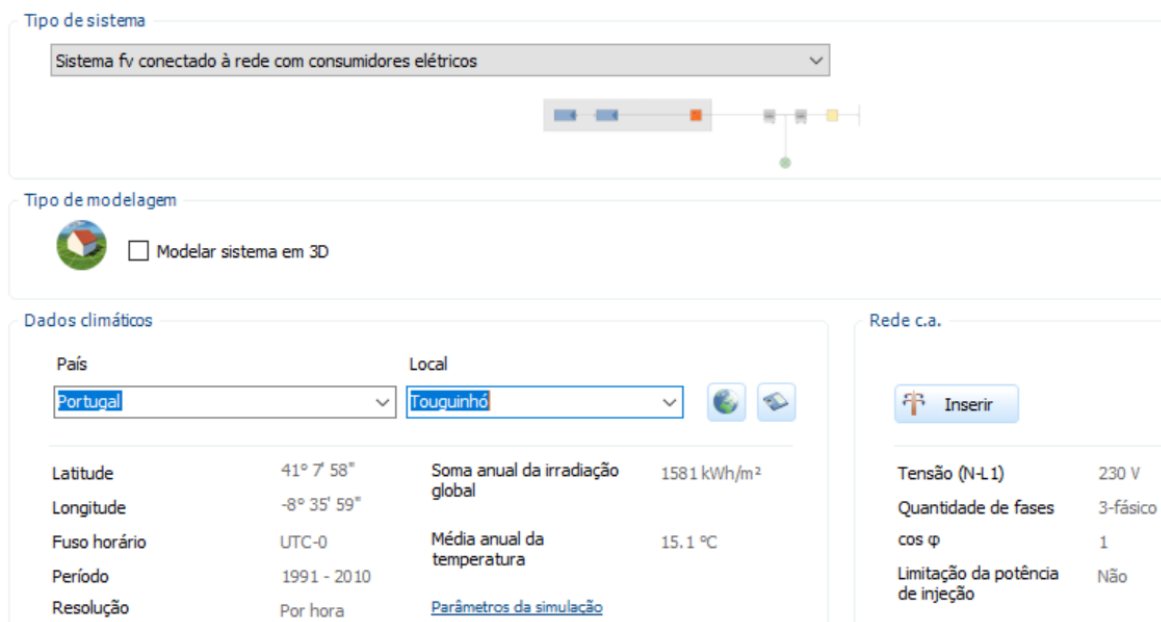 Tipo de sistema
Sistema fv conectado à rede com consumidores elétricos
Tipo de modelagem
Modelar sistema em 3D
Dados climáticos
País
Local
Portugal
Touguinhó
Latitude
41° 7' 58"
Longitude
-8° 35' 59"
Fuso horário
UTC-0
Período
1991 - 2010
Resolução
Por hora
Soma anual da irradiação
global
1581 kWh/m²
Média anual da
temperatura
15.1 °C
Parâmetros da simulação
Rede c.a.
Inserir
Tensão (N-L1)
230 V
Quantidade de fases
3-fásico
cos φ
1
Limitação da potência
de injeção
Não